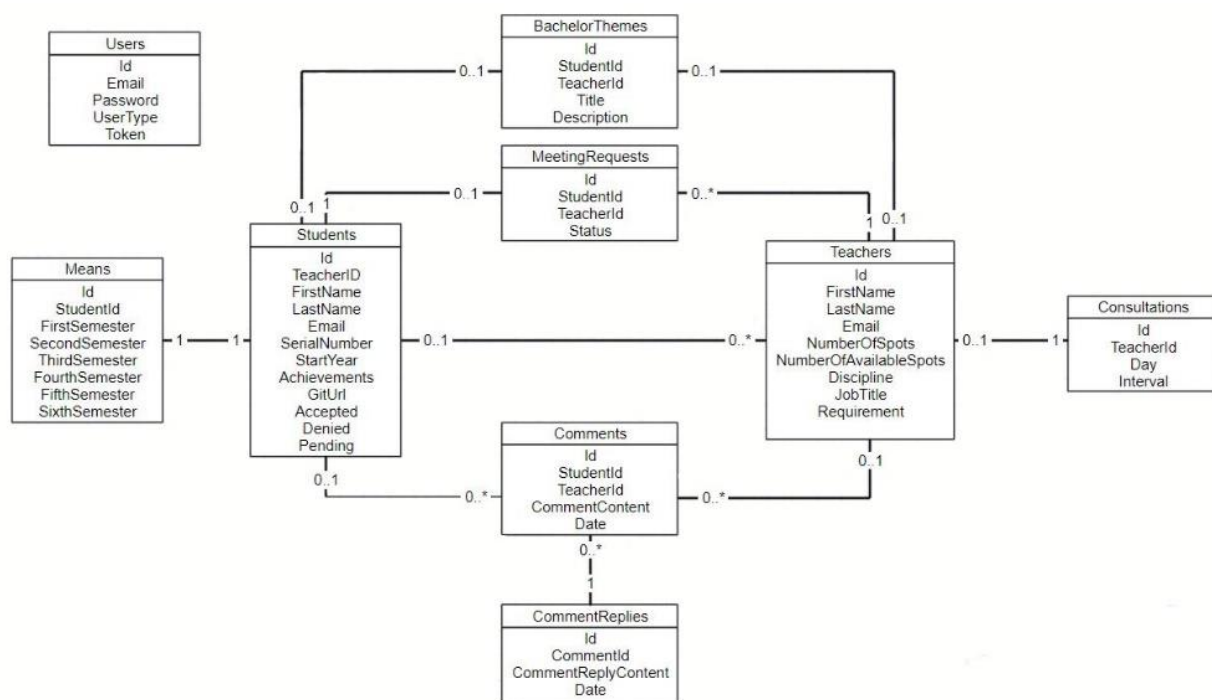 Users
Id
Email
Password
UserType
Token
BachelorThemes
Id
StudentId
TeacherId
Title
Description
0..1
0..1
MeetingRequests
Id
StudentId
TeacherId
Status
0..1
0..*
0..1
1
1
0..1
Students
Id
TeacherID
FirstName
LastName
Email
SerialNumber
StartYear
Achievements
GitUrl
Accepted
Denied
Pending
Means
Id
StudentId
FirstSemester
SecondSemester
ThirdSemester
FourthSemester
FifthSemester
SixthSemester
1
1
0..1
0..*
Teachers
Id
FirstName
LastName
Email
NumberOfSpots
NumberOfAvailableSpots
Discipline
JobTitle
Requirement
0..1
1
Consultations
Id
TeacherId
Day
Interval
0..1
0..*
Comments
Id
StudentId
TeacherId
CommentContent
Date
0..*
0..1
0..*
1
CommentReplies
Id
CommentId
CommentReplyContent
Date